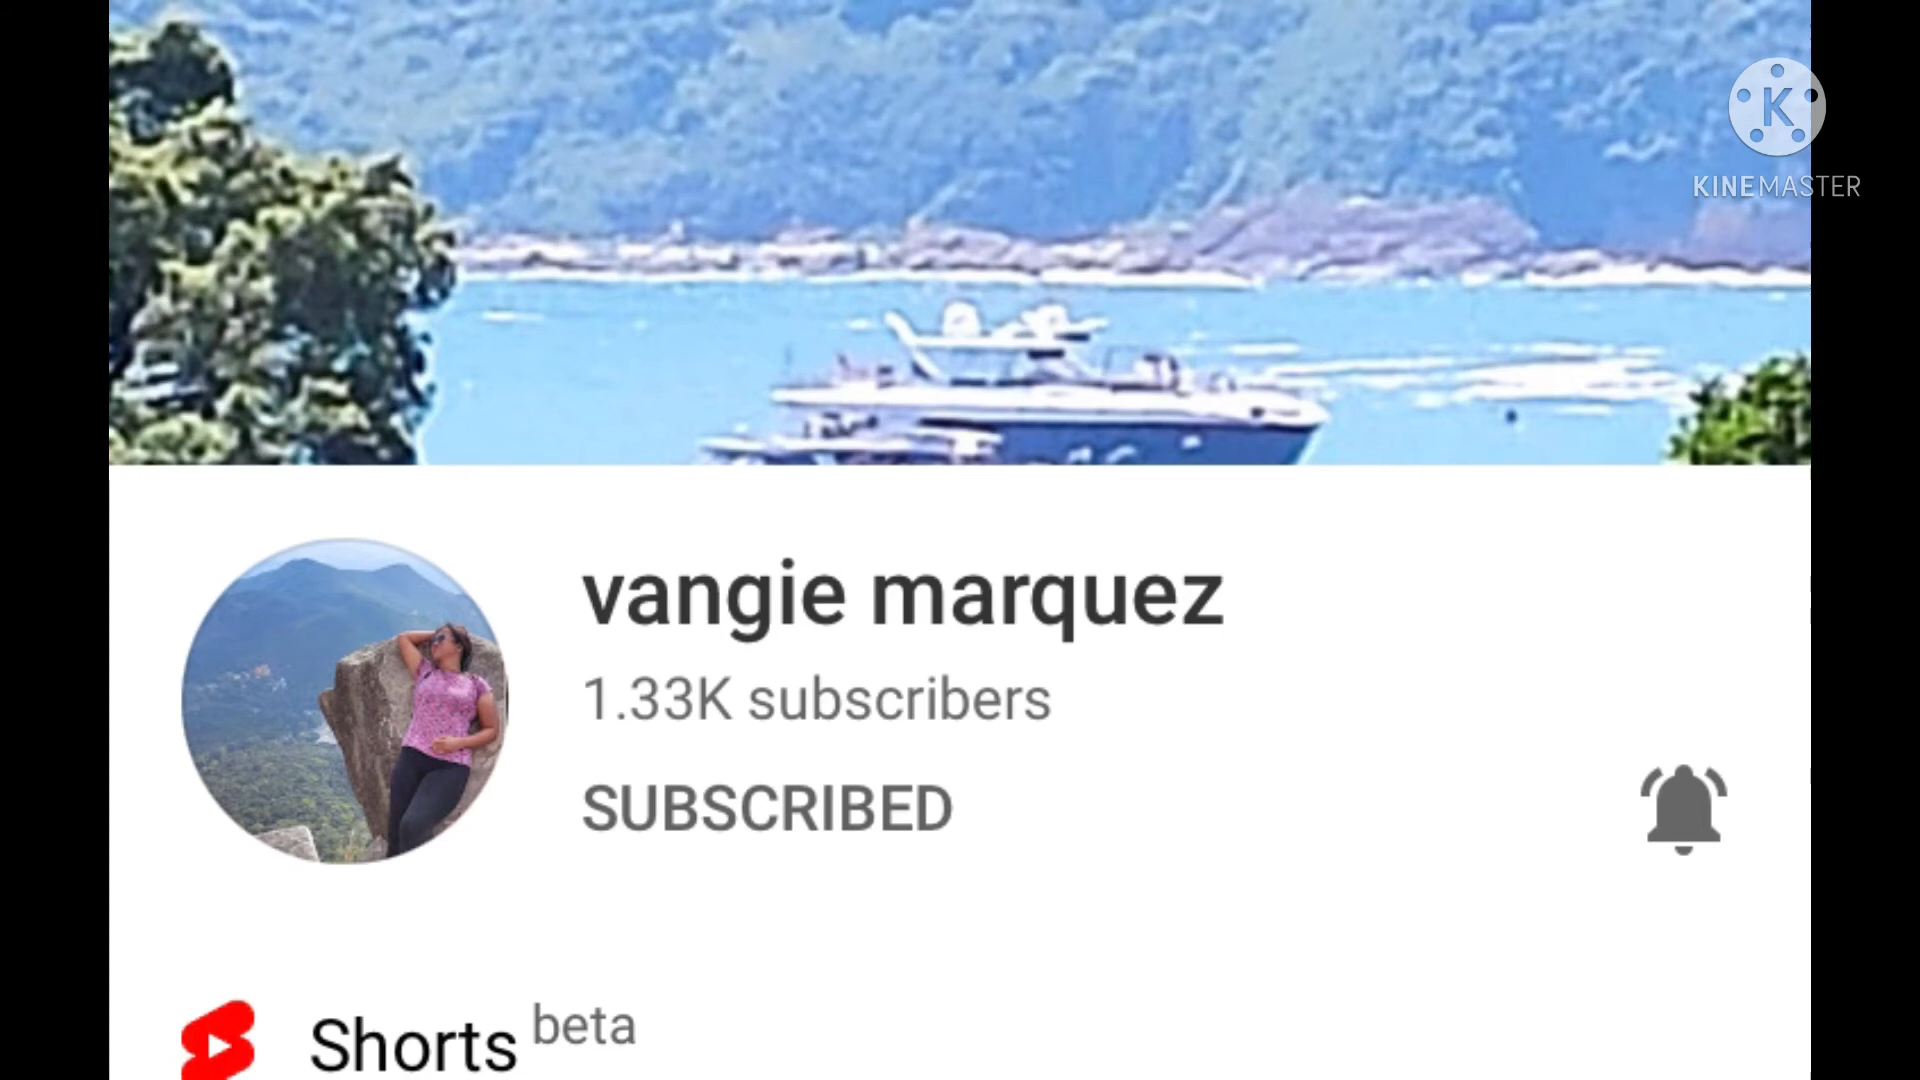 K
KINEMASTER
vangie marquez
1.33K subscribers
SUBSCRIBED
Shorts beta